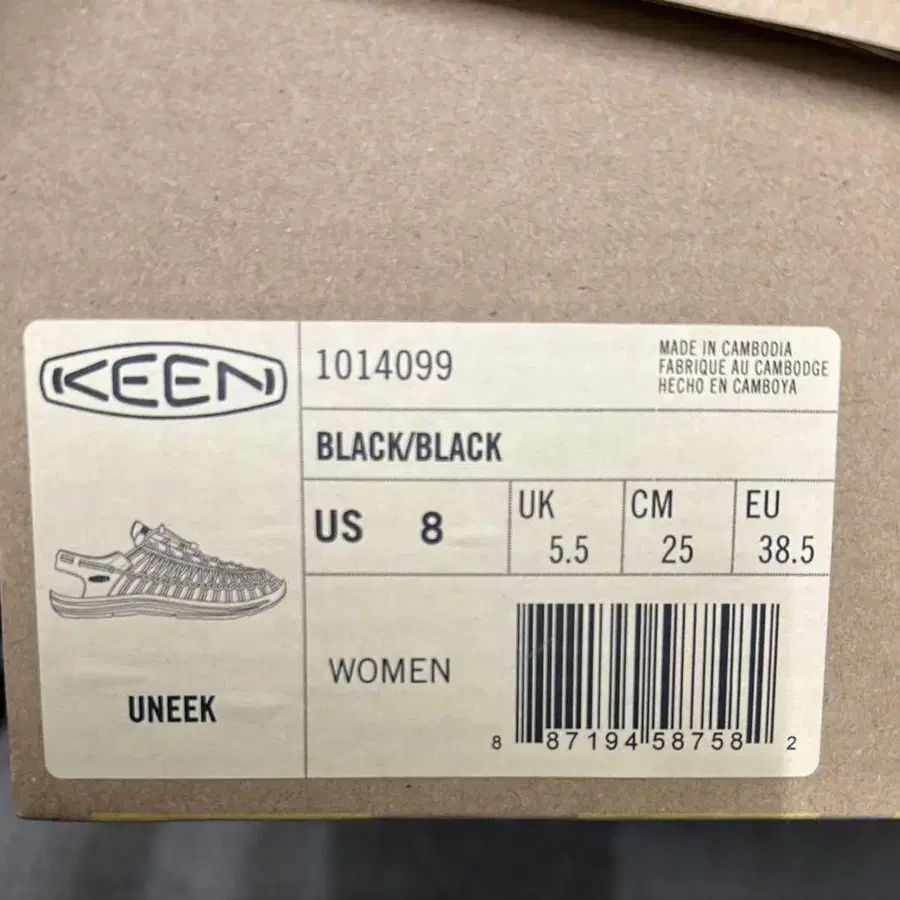 KEEN
1014099
MADE IN CAMBODIA
FABRIQUE AU CAMBODGE
HECHO EN CAMBOYA
BLACK/BLACK
US 8
UK 5.5
CM 25
EU 38.5
UNEEK
WOMEN
8 87194 58758 2